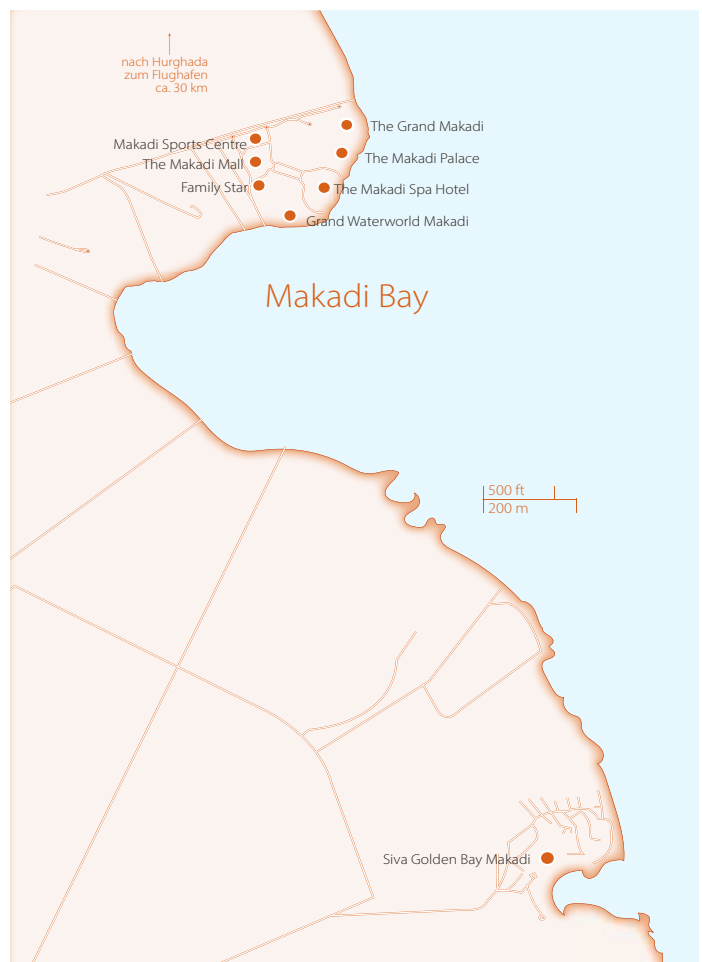 nach Hurghada
zum Flughafen
ca. 30 km
The Grand Makadi
Makadi Sports Centre
The Makadi Palace
The Makadi Mall
Family Star
The Makadi Spa Hotel
Grand Waterworld Makadi
Makadi Bay
500 ft
200 m
Siva Golden Bay Makadi